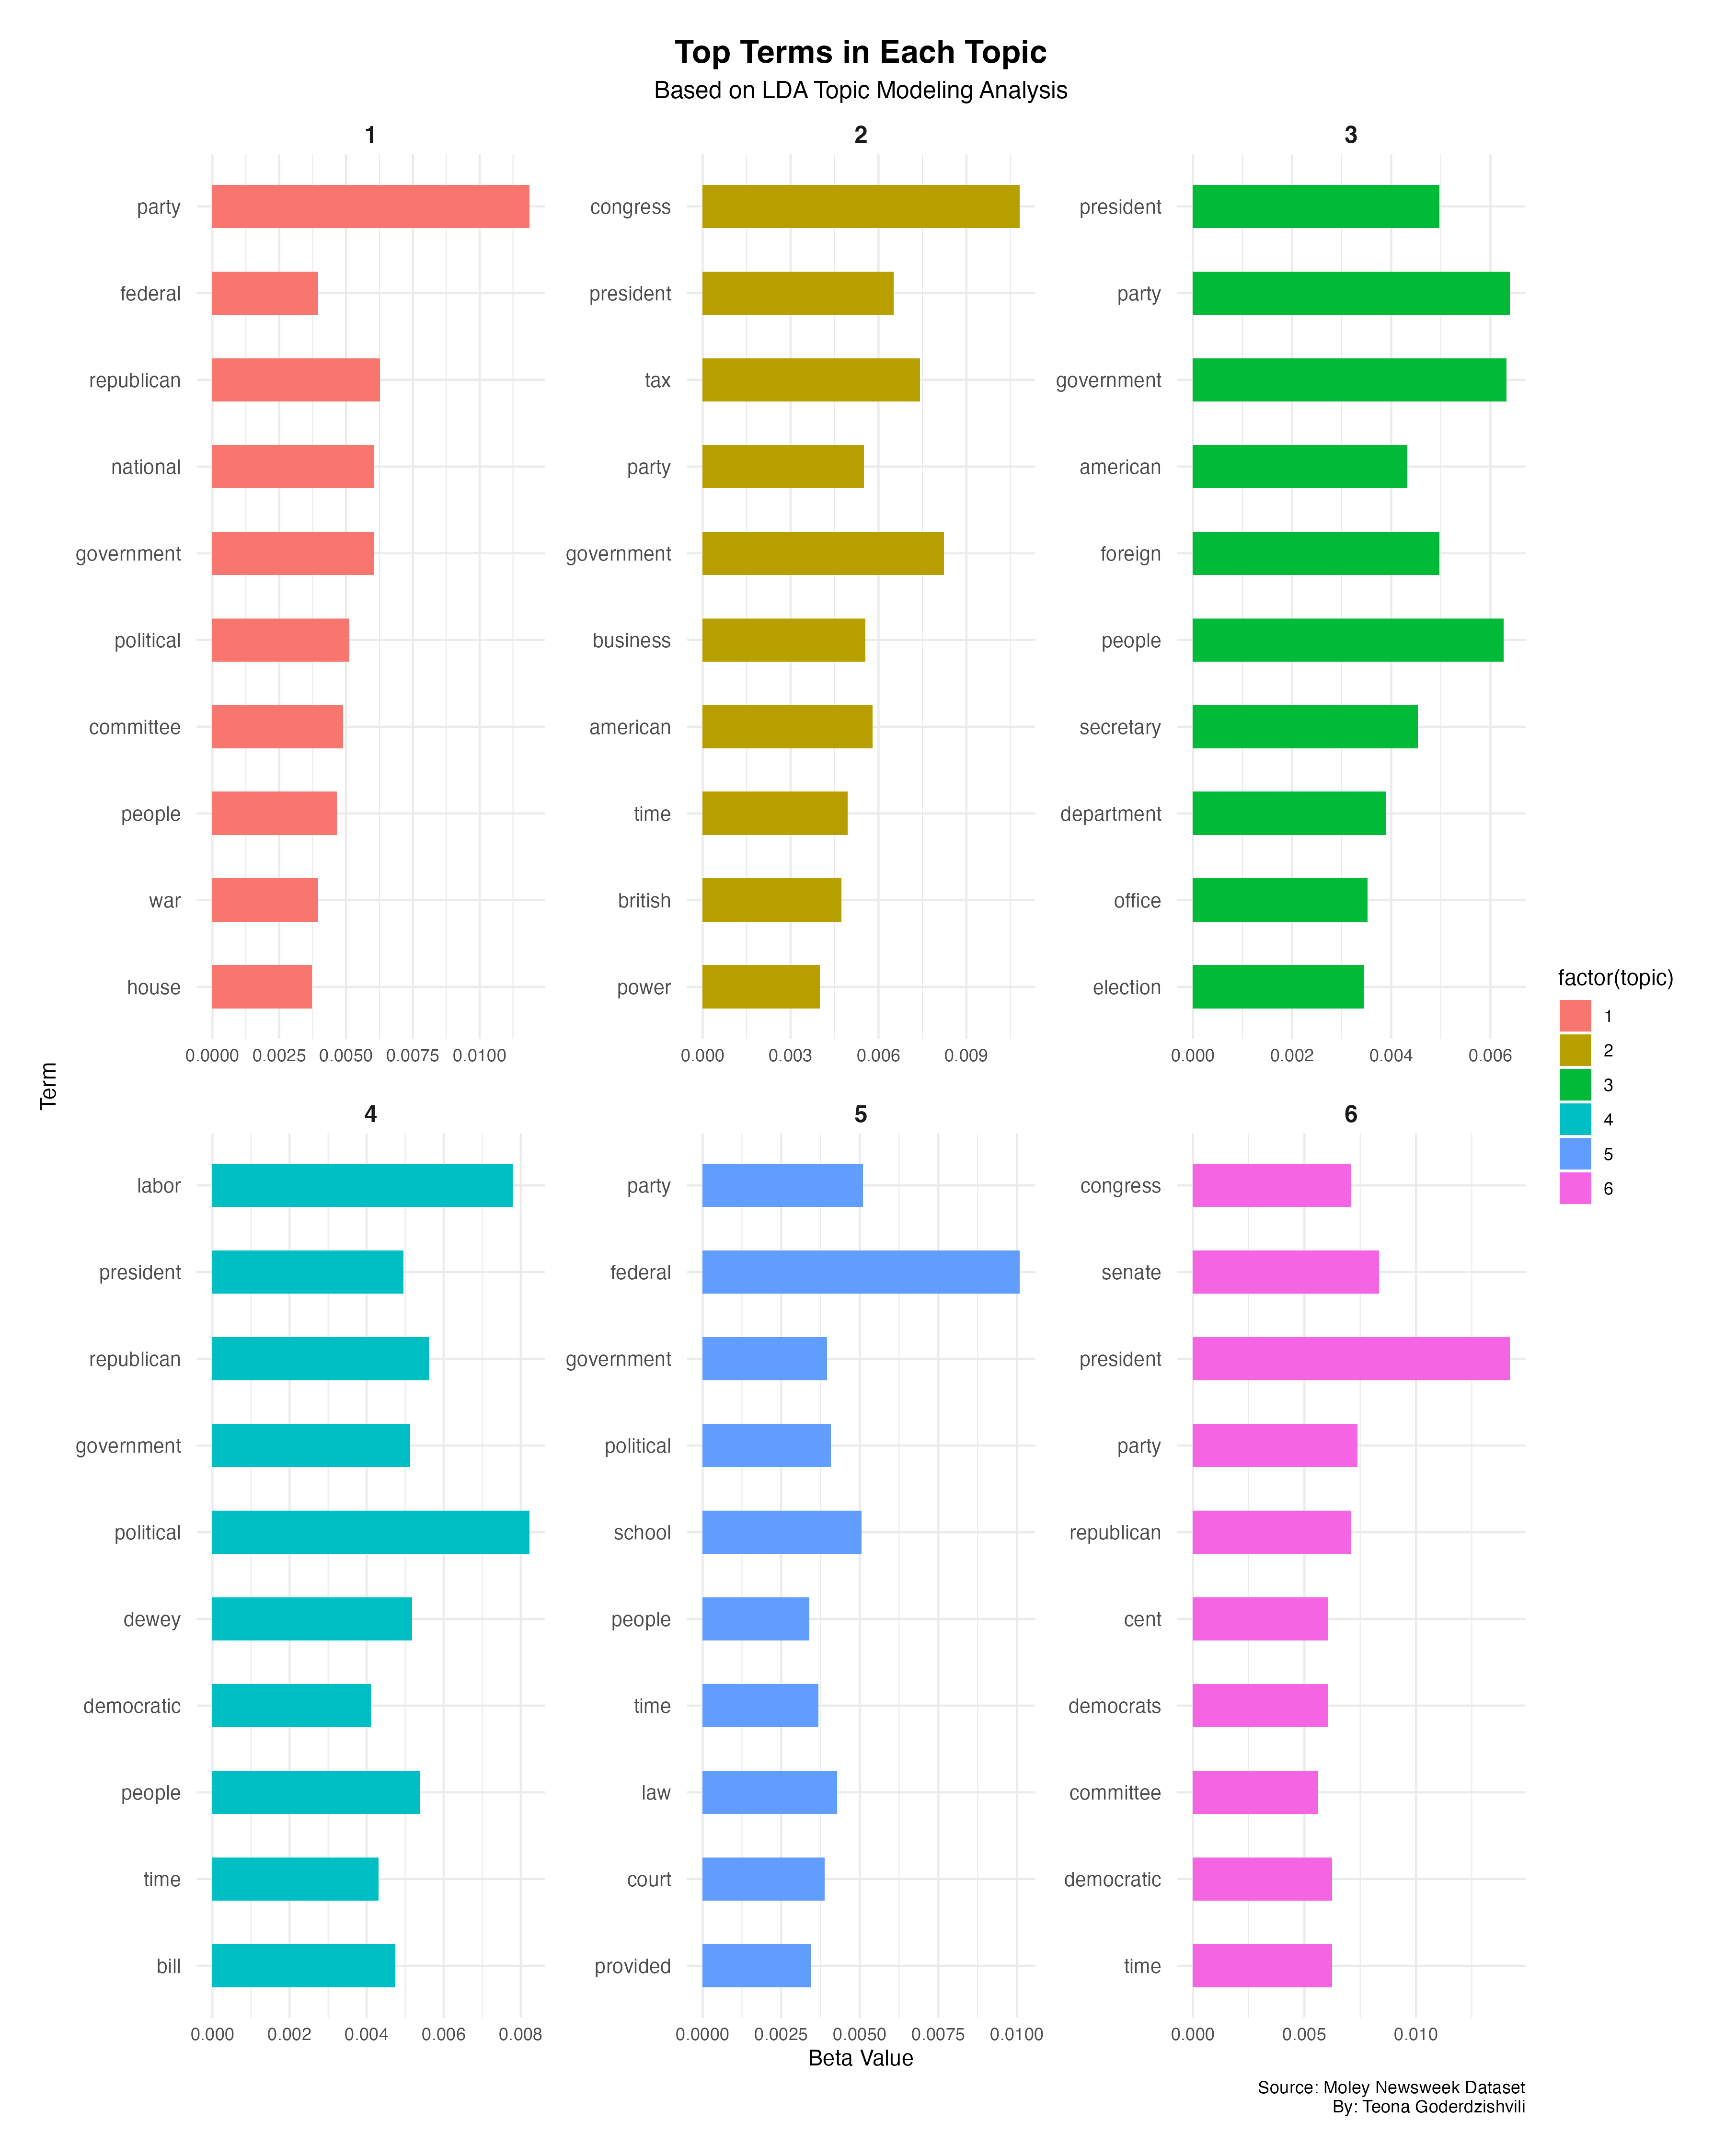 Top Terms in Each Topic
Based on LDA Topic Modeling Analysis
1
party
federal
republican
national
government
political
committee
people
war
house
0.0000 0.0025 0.0050 0.0075 0.0100
2
congress
president
tax
party
government
business
american
time
british
power
0.000 0.003 0.006 0.009
3
president
party
government
american
foreign
people
secretary
department
office
election
0.000 0.002 0.004 0.006
Term
4
labor
president
republican
government
political
dewey
democratic
people
time
bill
0.000 0.002 0.004 0.006 0.008
5
party
federal
government
political
school
people
time
law
court
provided
0.0000 0.0025 0.0050 0.0075 0.0100
6
congress
senate
president
party
republican
cent
democrats
committee
democratic
time
0.000 0.005 0.010
Beta Value
factor(topic)
1
2
3
4
5
6
Source: Moley Newsweek Dataset
By: Teona Goderdzishvili